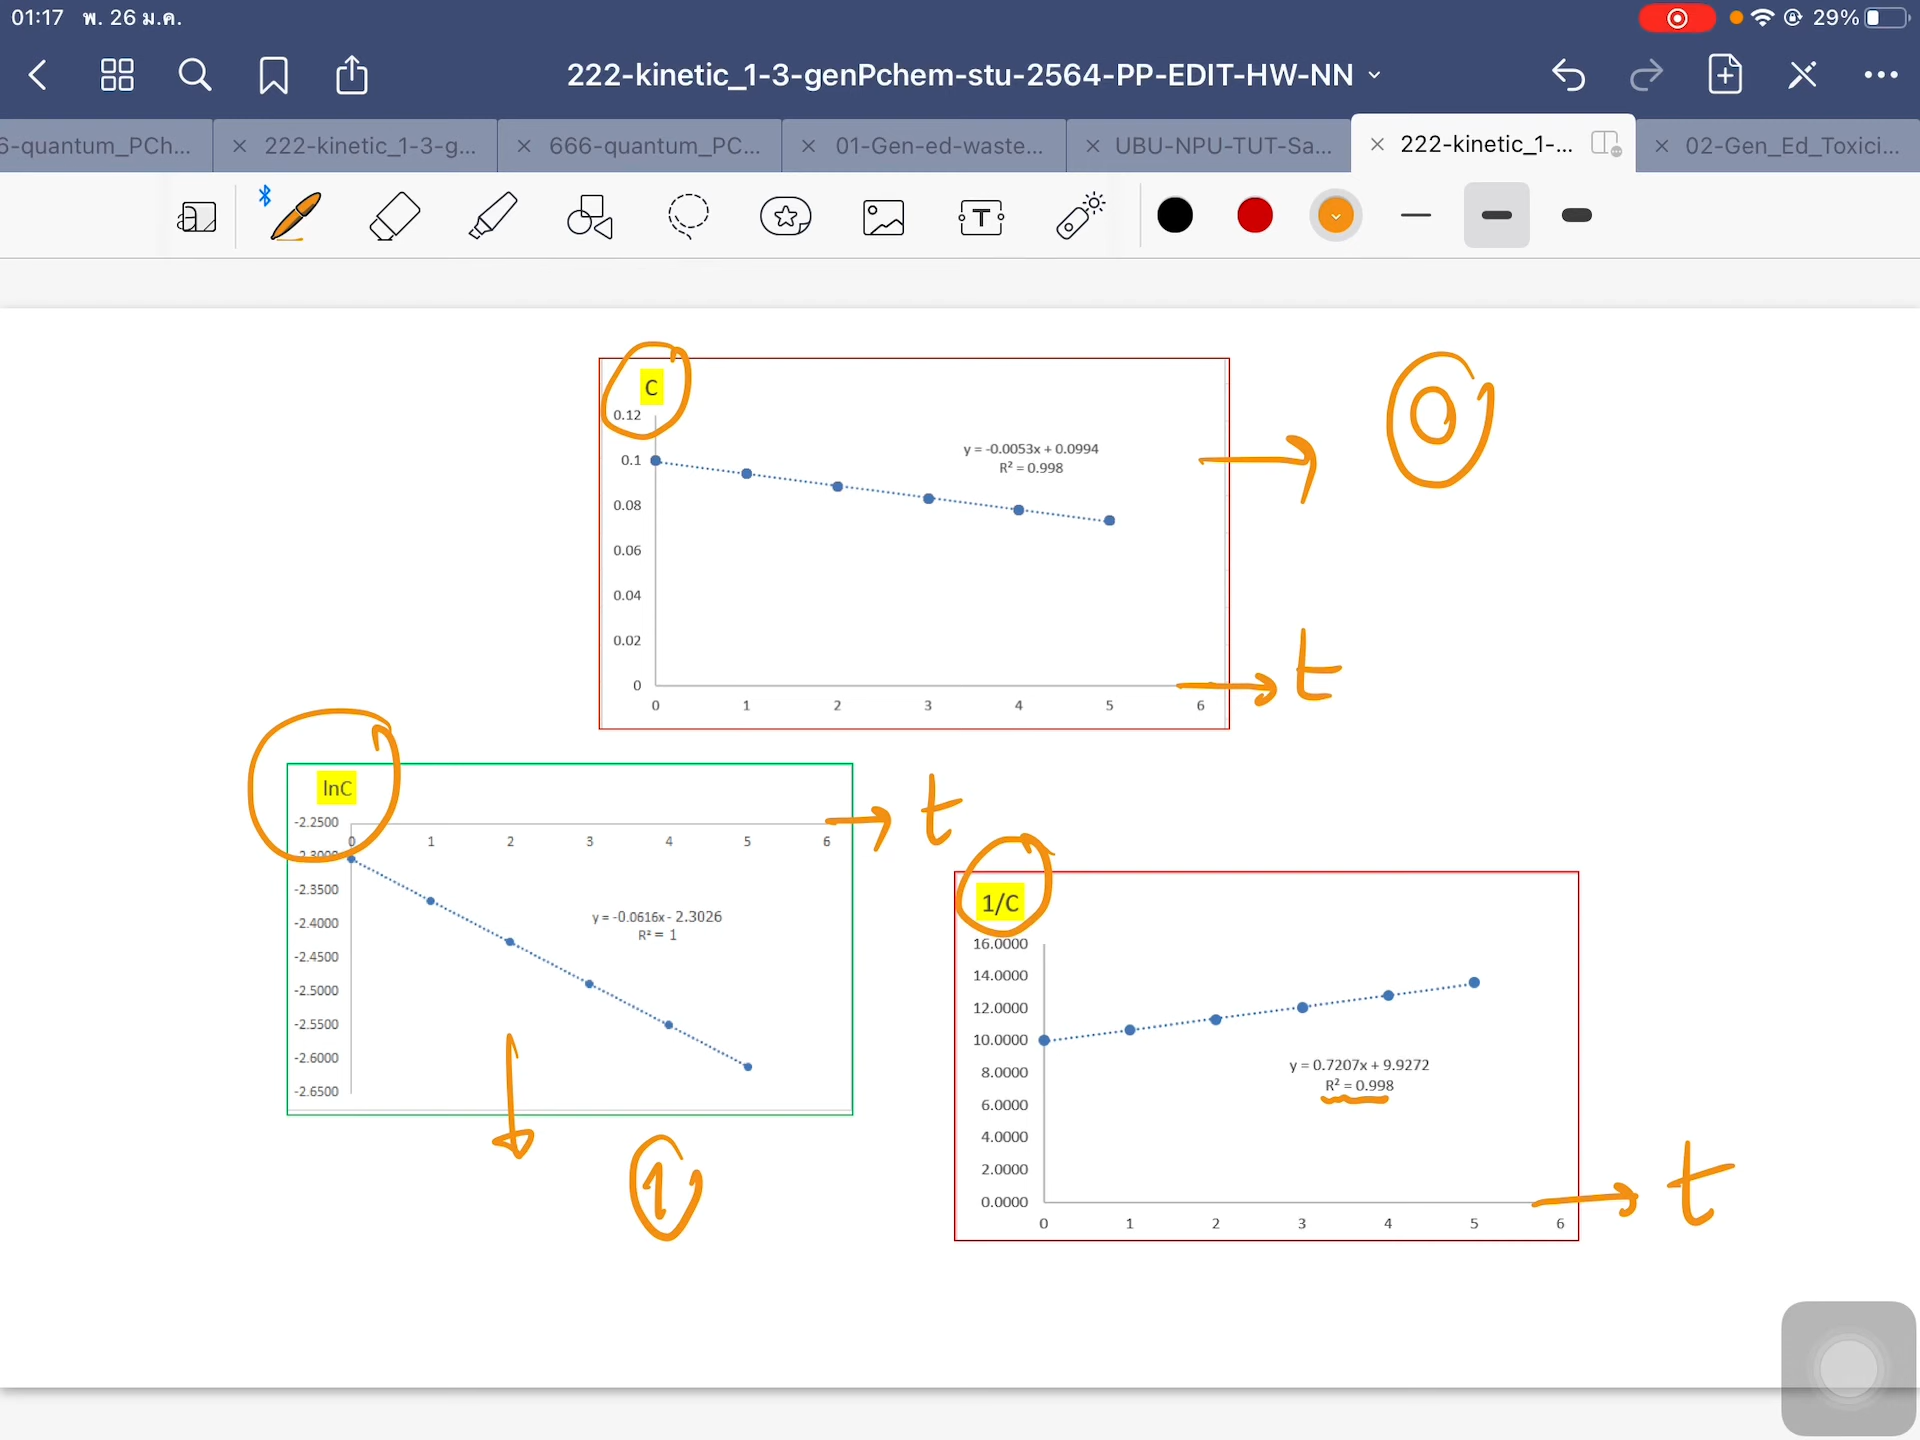 01:17 พ. 26 ม.ค.
29%
222-kinetic_1-3-genPchem-stu-2564-PP-EDIT-HW-NN
6-quantum_PCh...
222-kinetic_1-3-g...
666-quantum_PC...
01-Gen-ed-waste...
UBU-NPU-TUT-Sa...
222-kinetic_1-...
02-Gen_Ed_Toxici...
a
T
C
0.12
0.1
0.08
0.06
0.04
0.02
0
y = -0.0053x + 0.0994
R² = 0.998
0 1 2 3 4 5 6
0
t
lnC
-2.2500
0 1 2 3 4 5 6
-2.3000
-2.3500
-2.4000
-2.4500
-2.5000
-2.5500
-2.6000
-2.6500
y = -0.0616x - 2.3026
R² = 1
t
1
1/C
16.0000
14.0000
12.0000
10.0000
8.0000
6.0000
4.0000
2.0000
0.0000
y = 0.7207x + 9.9272
R² = 0.998
0 1 2 3 4 5 6
t